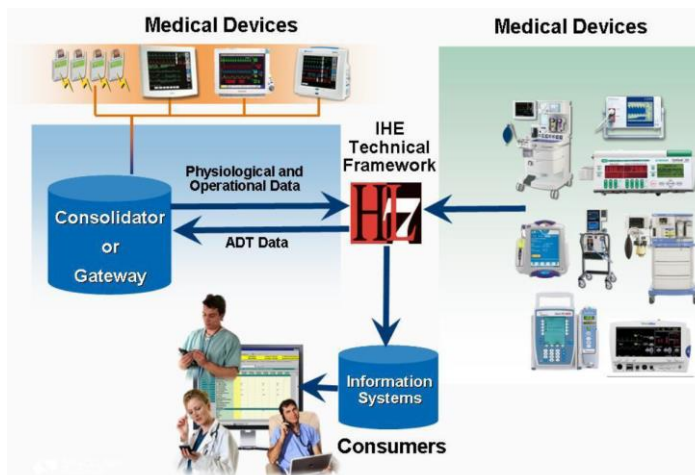 Medical Devices
Medical Devices
IHE
Technical
Framework
Physiological and
Operational Data
HL7
ADT Data
Consolidator
or
Gateway
Information
Systems
Consumers